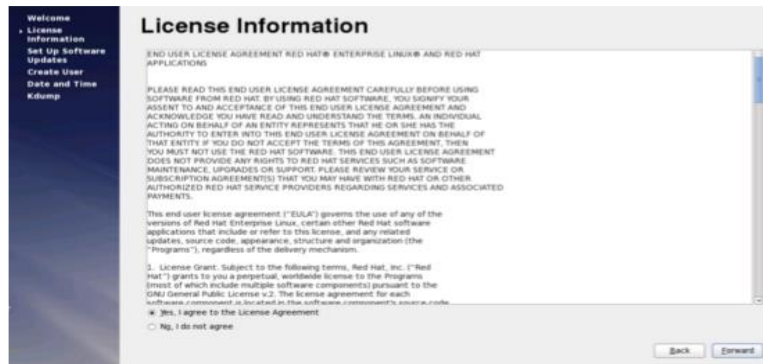 Welcome
License
Information
Set Up Software
Updates
Create User
Date and Time
Kdump
License Information
END USER LICENSE AGREEMENT RED HAT® ENTERPRISE LINUX® AND RED HAT
APPLICATIONS
PLEASE READ THIS END USER LICENSE AGREEMENT CAREFULLY BEFORE USING
SOFTWARE FROM RED HAT. BY USING RED HAT SOFTWARE, YOU SIGNIFY YOUR
ASSENT TO AND ACCEPTANCE OF THIS END USER LICENSE AGREEMENT AND
ACKNOWLEDGE YOU HAVE READ AND UNDERSTAND THE TERMS. AN INDIVIDUAL
ACTING ON BEHALF OF AN ENTITY REPRESENTS THAT HE OR SHE HAS THE
AUTHORITY TO ENTER INTO THIS END USER LICENSE AGREEMENT ON BEHALF OF
THAT ENTITY. IF YOU DO NOT ACCEPT THE TERMS OF THIS AGREEMENT, THEN
YOU MUST NOT USE THE RED HAT SOFTWARE. THIS END USER LICENSE AGREEMENT
DOES NOT PROVIDE ANY RIGHTS TO RED HAT SERVICES SUCH AS SOFTWARE
MAINTENANCE, UPGRADES OR SUPPORT. PLEASE REVIEW YOUR SERVICE OR
SUBSCRIPTION AGREEMENT(S) THAT YOU MAY HAVE WITH RED HAT OR OTHER
AUTHORIZED RED HAT SERVICE PROVIDERS REGARDING SERVICES AND ASSOCIATED
PAYMENTS.
This end user license agreement ("EULA") governs the use of any of the
versions of Red Hat Enterprise Linux, certain other Red Hat software
applications that include or refer to this license, and any related
updates, source code, appearance, structure and organization (the
"Programs"), regardless of the delivery mechanism.
1. License Grant. Subject to the following terms, Red Hat, Inc. ("Red
Hat") grants to you a perpetual, worldwide license to the Programs
(most of which include multiple software components) pursuant to the
GNU General Public License v.2. The license agreement for each
software component is located in the software component's source code
Yes, I agree to the License Agreement
No, I do not agree
Back
Forward